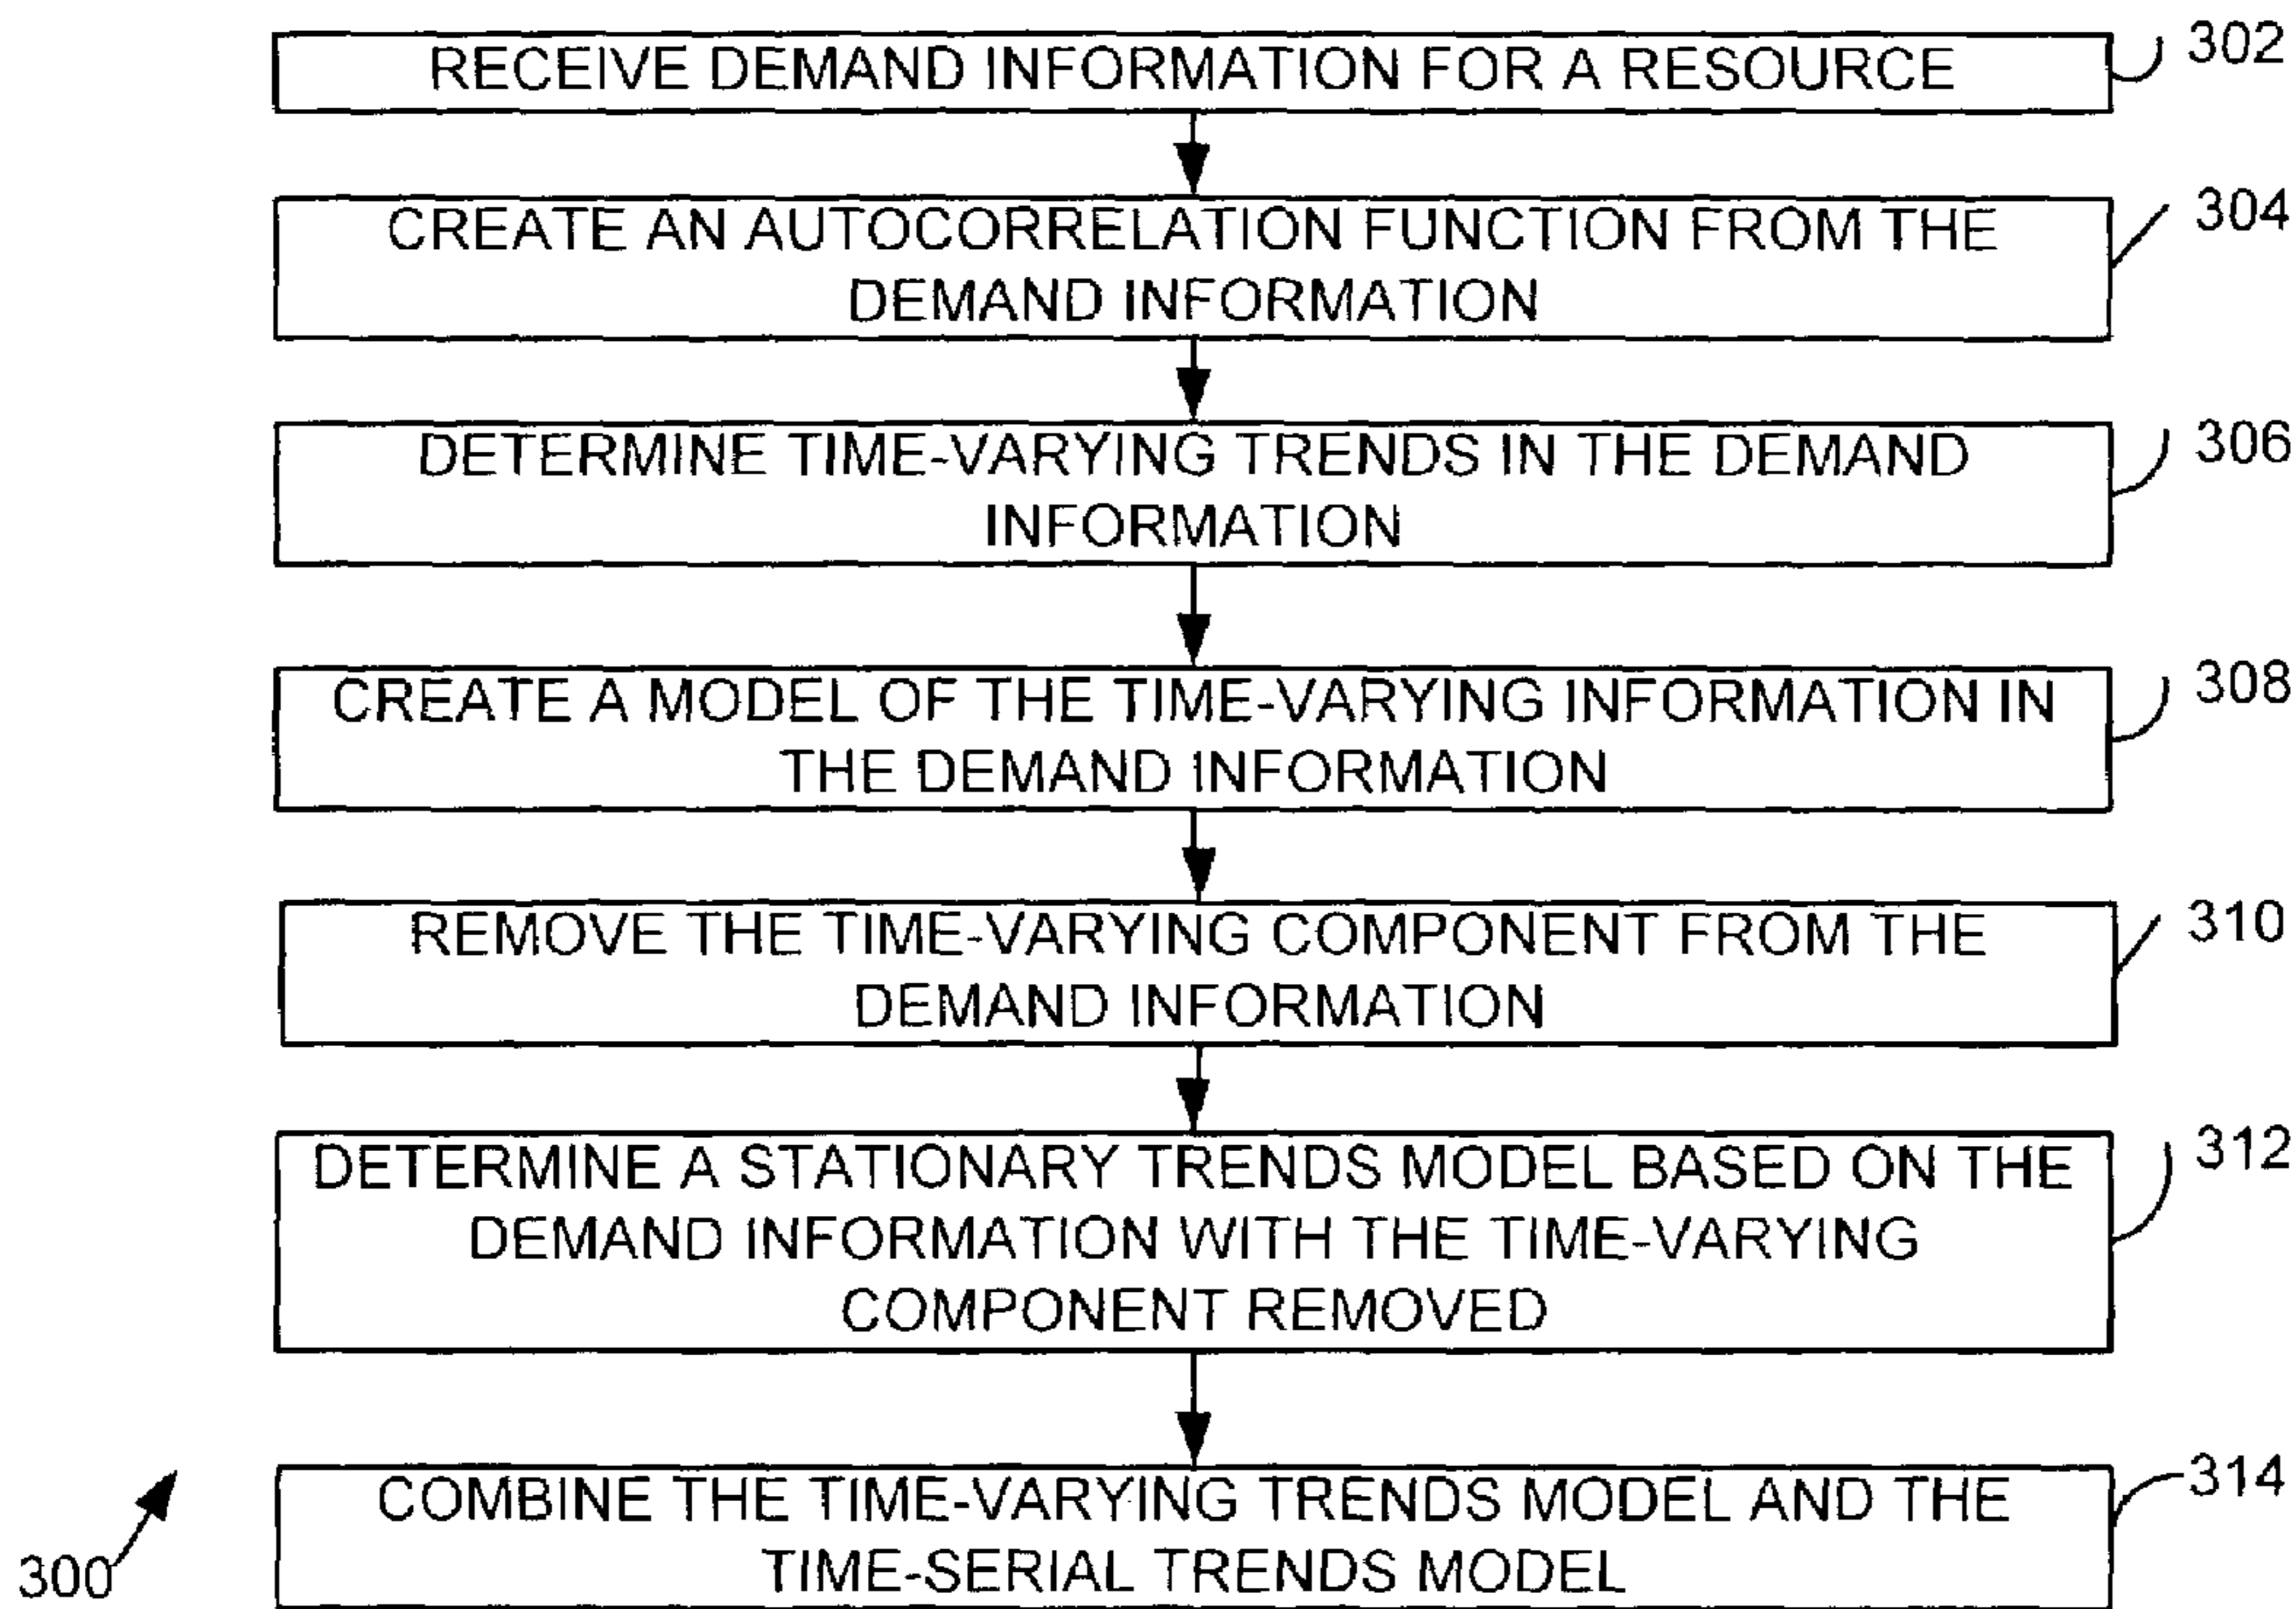 RECEIVE DEMAND INFORMATION FOR A RESOURCE
302
CREATE AN AUTOCORRELATION FUNCTION FROM THE
DEMAND INFORMATION
304
DETERMINE TIME-VARYING TRENDS IN THE DEMAND
INFORMATION
306
CREATE A MODEL OF THE TIME-VARYING INFORMATION IN
THE DEMAND INFORMATION
308
REMOVE THE TIME-VARYING COMPONENT FROM THE
DEMAND INFORMATION
310
DETERMINE A STATIONARY TRENDS MODEL BASED ON THE
DEMAND INFORMATION WITH THE TIME-VARYING
COMPONENT REMOVED
312
COMBINE THE TIME-VARYING TRENDS MODEL AND THE
TIME-SERIAL TRENDS MODEL
314
300